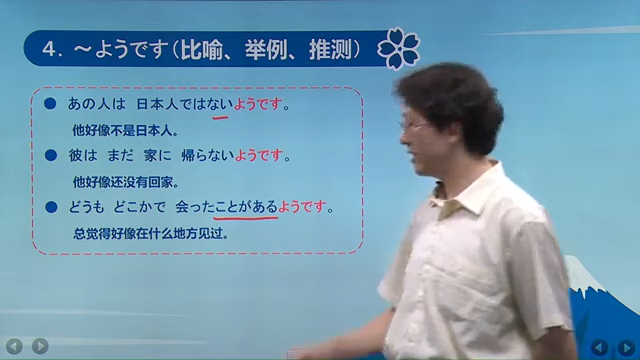 4. ～ようです（比喻、举例、推测）
● あの人は 日本人ではないようです。
他好像不是日本人。
● 彼は まだ 家に 帰らないようです。
他好像还没有回家。
● どうも どこかで 会ったことがあるようです。
总觉得好像在什么地方见过。